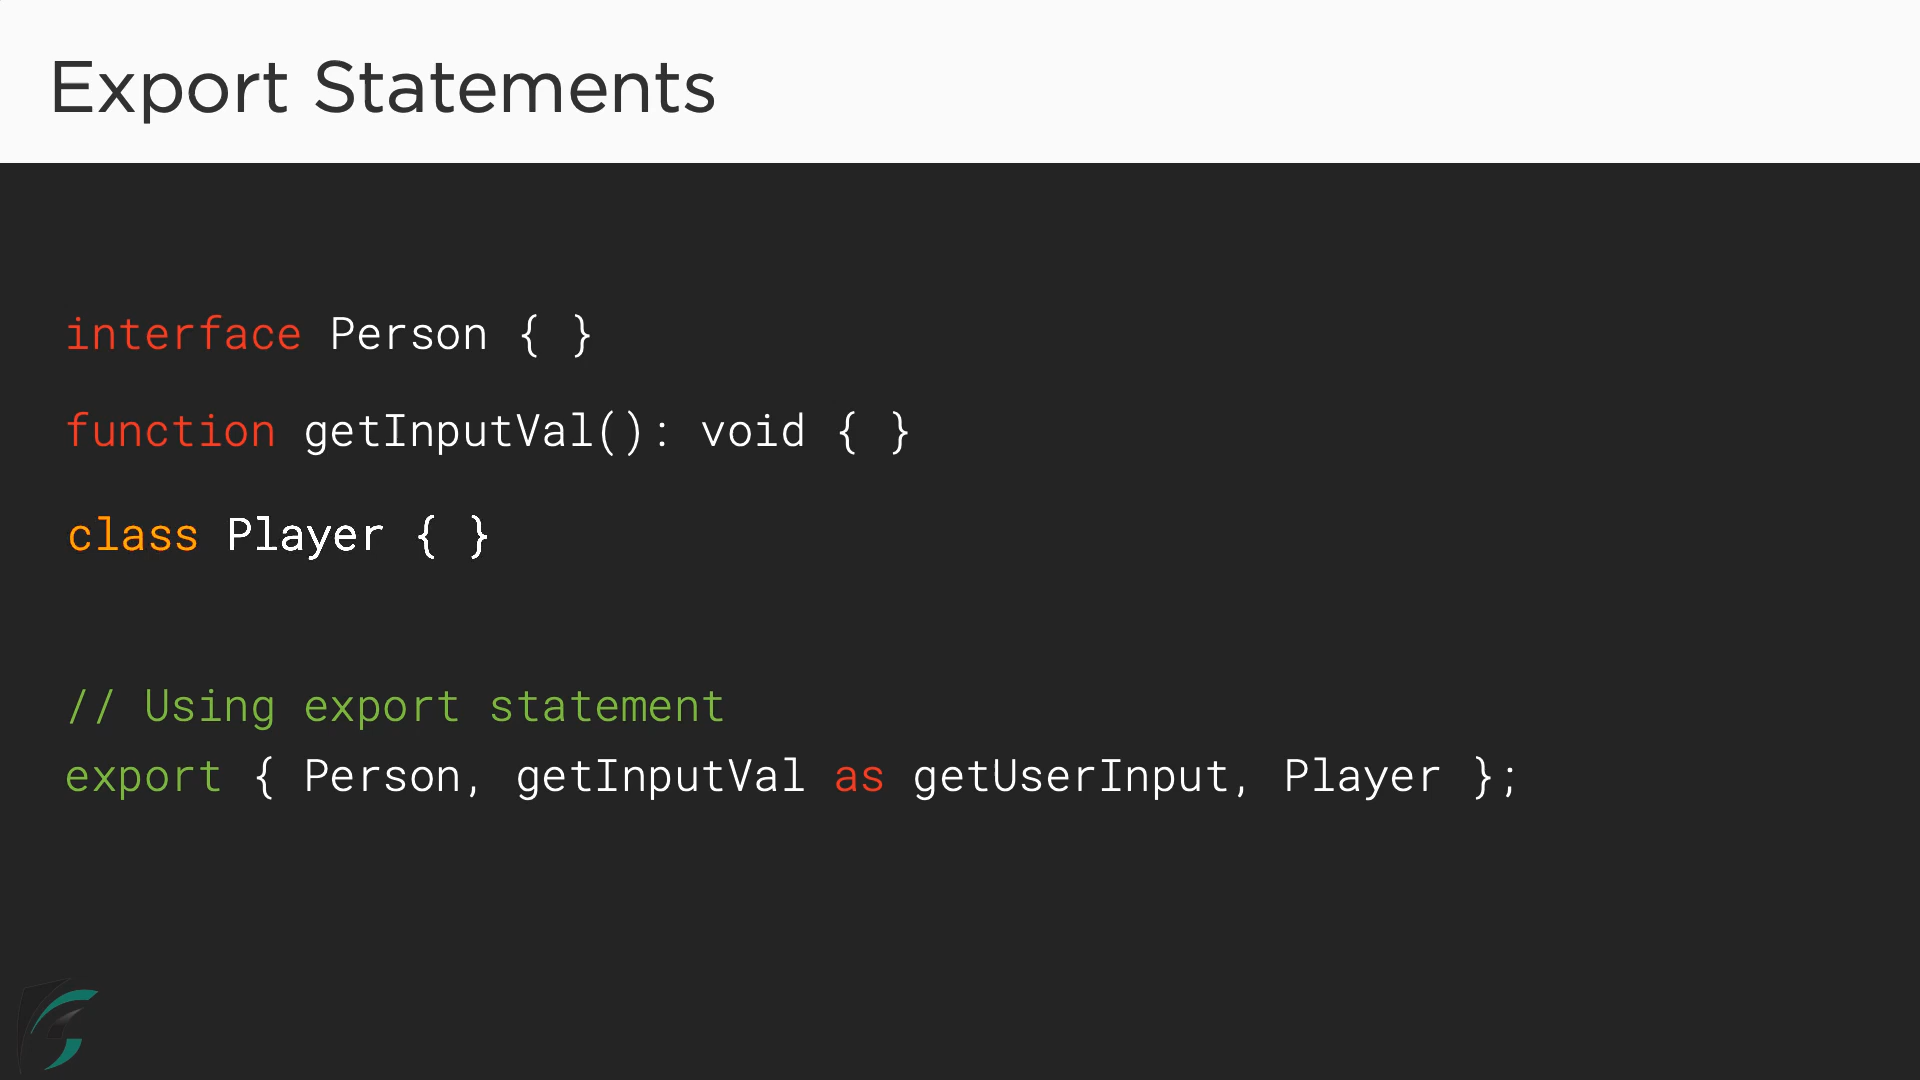 Export Statements
interface Person { }
function getInputVal(): void { }
class Player { }
// Using export statement
export { Person, getInputVal as getUserInput, Player };